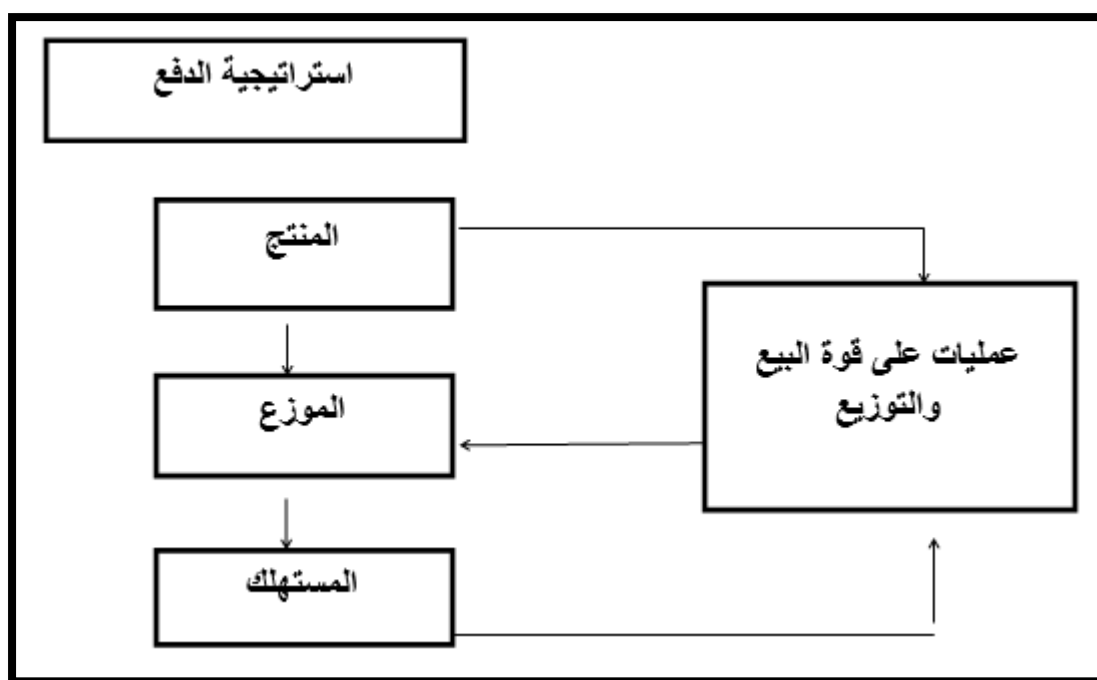 استراتيجية الدفع
المنتج
عمليات على قوة البيع
والتوزيع
الموزع
المستهلك